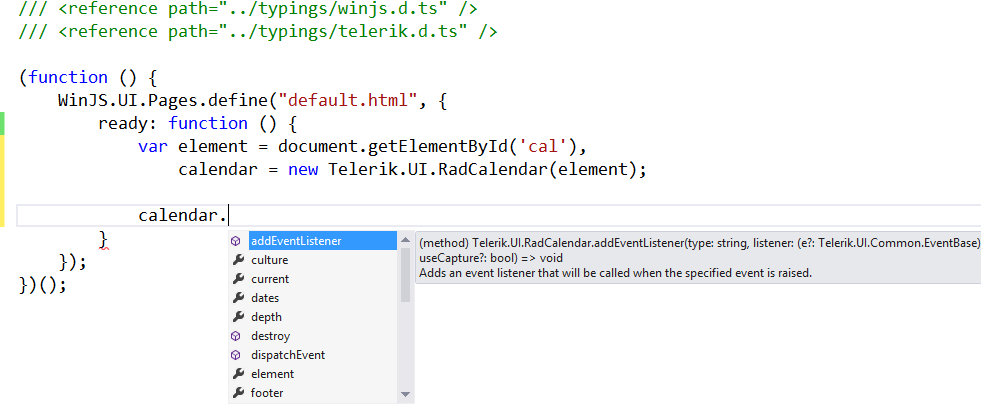 /// <reference path="../typings/winjs.d.ts" />
/// <reference path="../typings/telerik.d.ts" />
(function () {
    WinJS.UI.Pages.define("default.html", {
        ready: function () {
            var element = document.getElementById('cal'),
                calendar = new Telerik.UI.RadCalendar(element);
            calendar.
        }
    });
})();
addEventListener
culture
current
dates
depth
destroy
dispatchEvent
element
footer
(method) Telerik.UI.RadCalendar.addEventListener(type: string, listener: (e?: Telerik.UI.Common.EventBase)
useCapture?: bool) => void
Adds an event listener that will be called when the specified event is raised.